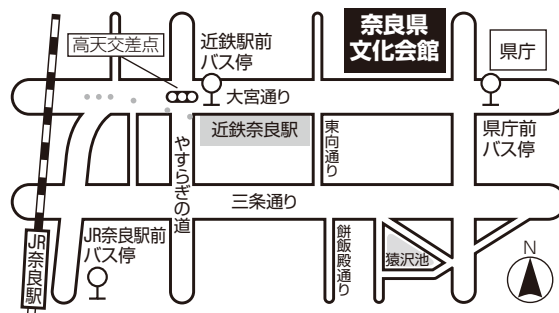 高天交差点
近鉄駅前
バス停
奈良県
文化会館
県庁
大宮通り
近鉄奈良駅
東向通り
県庁前
バス停
やすらぎの道
三条通り
JR奈良駅
JR奈良駅前
バス停
餅飯殿通り
猿沢池
N